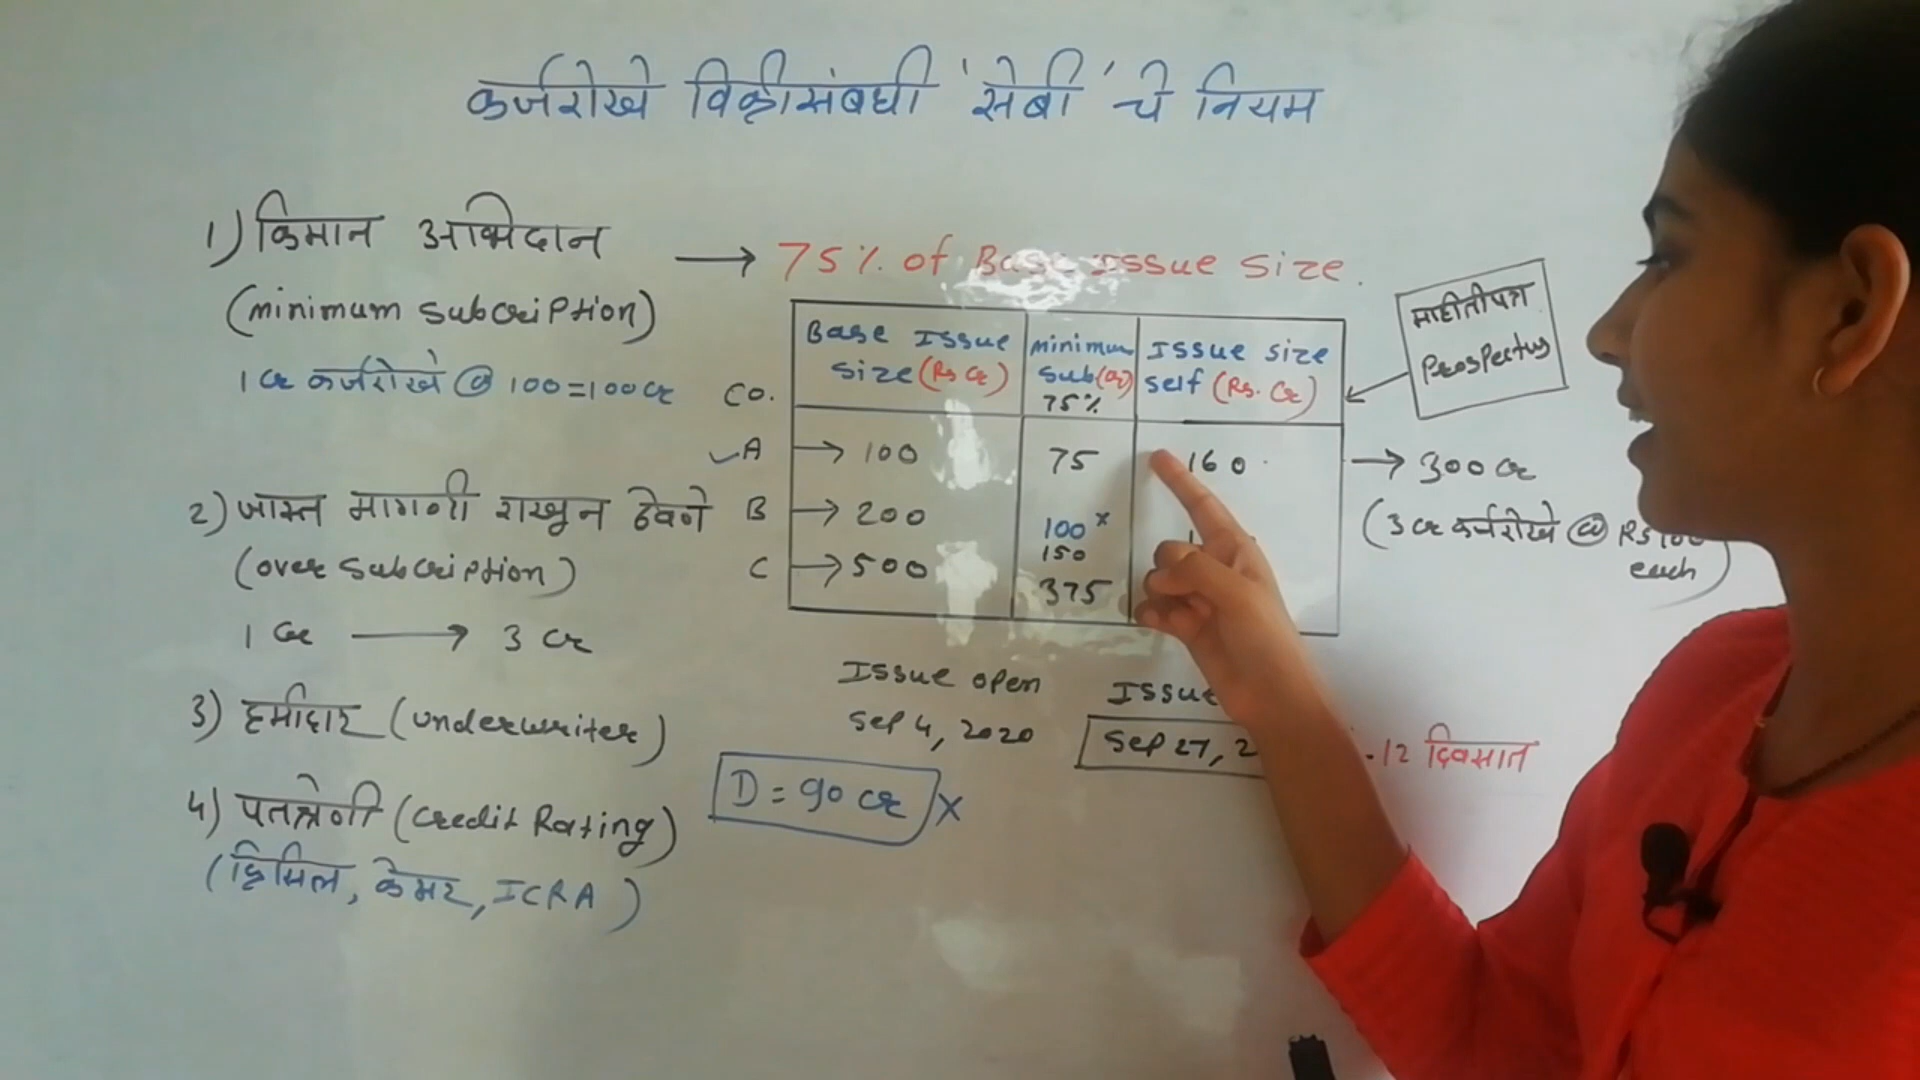 कर्जरोखे विक्रीसंबधी 'सेबी' चे नियम
1) किमान अभिदान
(minimum subcription)
1 cr कर्जरोखे @ 100 = 100 cr
→ 75% of Base Issue Size.
Co.
Base Issue Size (Rs Cr)
minimum sub (cr) 75%
Issue size self (Rs. Cr)
माहीतीपत्र
Prospectus
✓A → 100 75 160 → 300 cr
(3 cr कर्जरोखे @ Rs 100 each)
B → 200 100 x 150
C → 500 375
2) जास्त मागणी राखून ठेवणे
(over subcription)
1 Cr → 3 Cr
Issue open
Sep 4, 2020
Issue
Sep 27, 2
-12 दिवसात
3) हमीदार (underwriter)
4) पतश्रेणी (credit Rating)
(क्रिसिल, केअर, ICRA)
D = 90 cr x